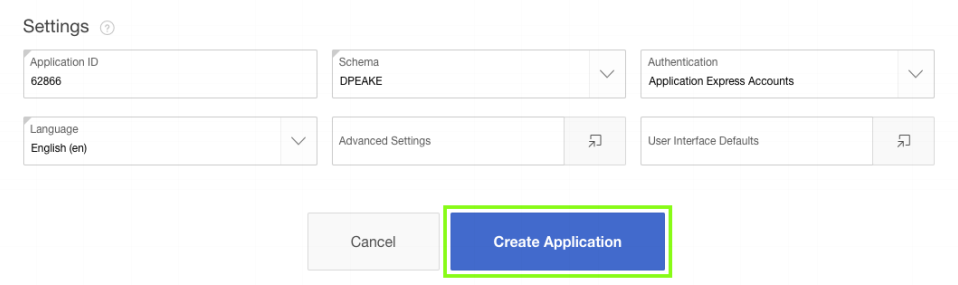 Settings ?
Application ID
62866
Schema
DPEAKE
Authentication
Application Express Accounts
Language
English (en)
Advanced Settings
User Interface Defaults
Cancel
Create Application